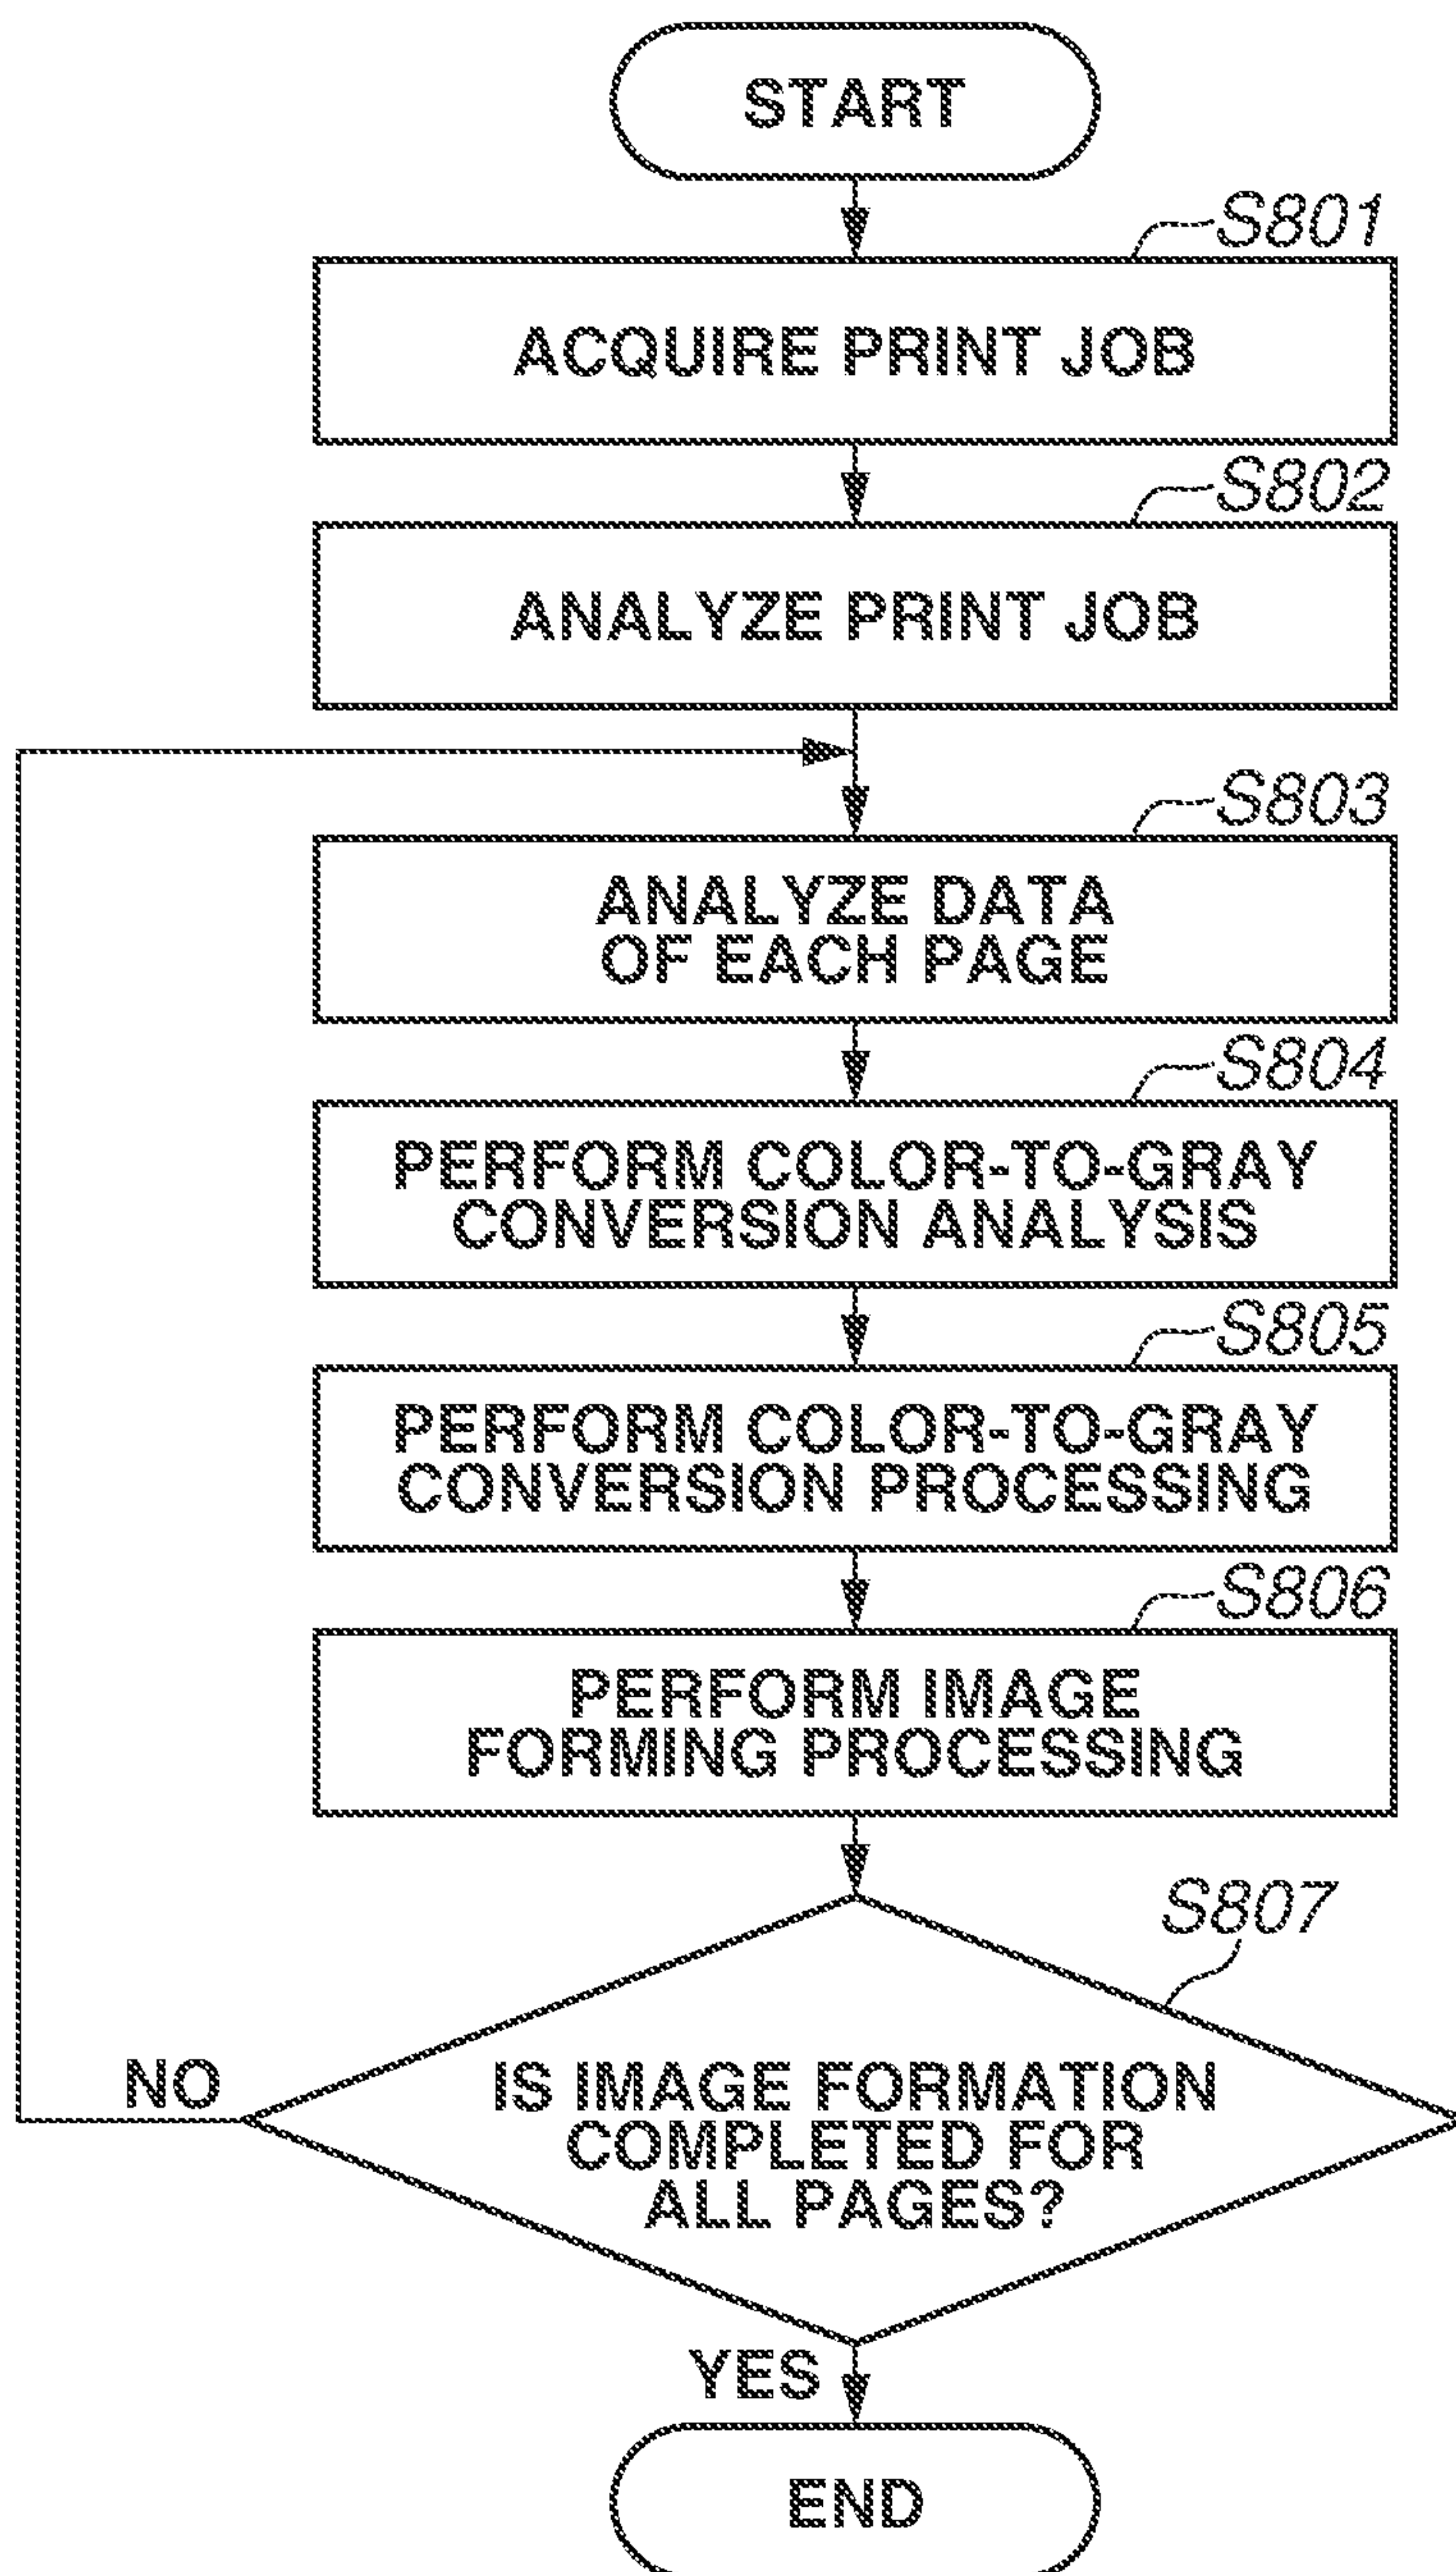 START
S801
ACQUIRE PRINT JOB
S802
ANALYZE PRINT JOB
S803
ANALYZE DATA
OF EACH PAGE
S804
PERFORM COLOR-TO-GRAY
CONVERSION ANALYSIS
S805
PERFORM COLOR-TO-GRAY
CONVERSION PROCESSING
S806
PERFORM IMAGE
FORMING PROCESSING
S807
NO
IS IMAGE FORMATION
COMPLETED FOR
ALL PAGES?
YES
END